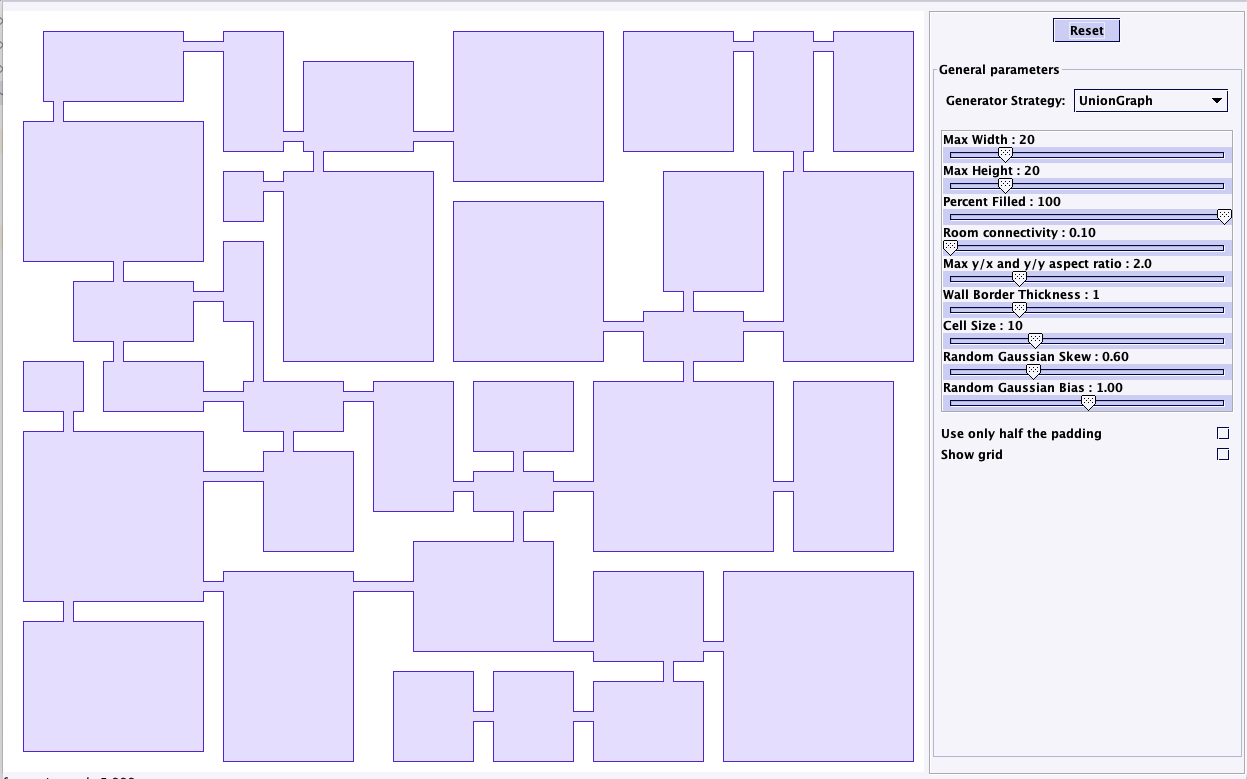 Reset
General parameters
Generator Strategy: UnionGraph
Max Width : 20
Max Height : 20
Percent Filled : 100
Room connectivity : 0.10
Max y/x and y/y aspect ratio : 2.0
Wall Border Thickness : 1
Cell Size : 10
Random Gaussian Skew : 0.60
Random Gaussian Bias : 1.00
Use only half the padding
Show grid